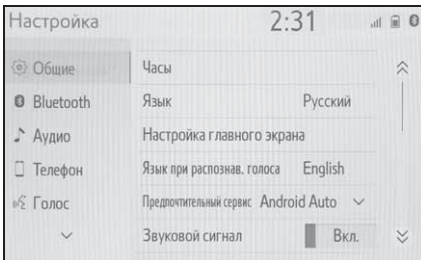 Настройка 2:31
Общие
Bluetooth
Аудио
Телефон
Голос
Часы
Язык Русский
Настройка главного экрана
Язык при распознав. голоса English
Предпочтительный сервис Android Auto
Звуковой сигнал Вкл.